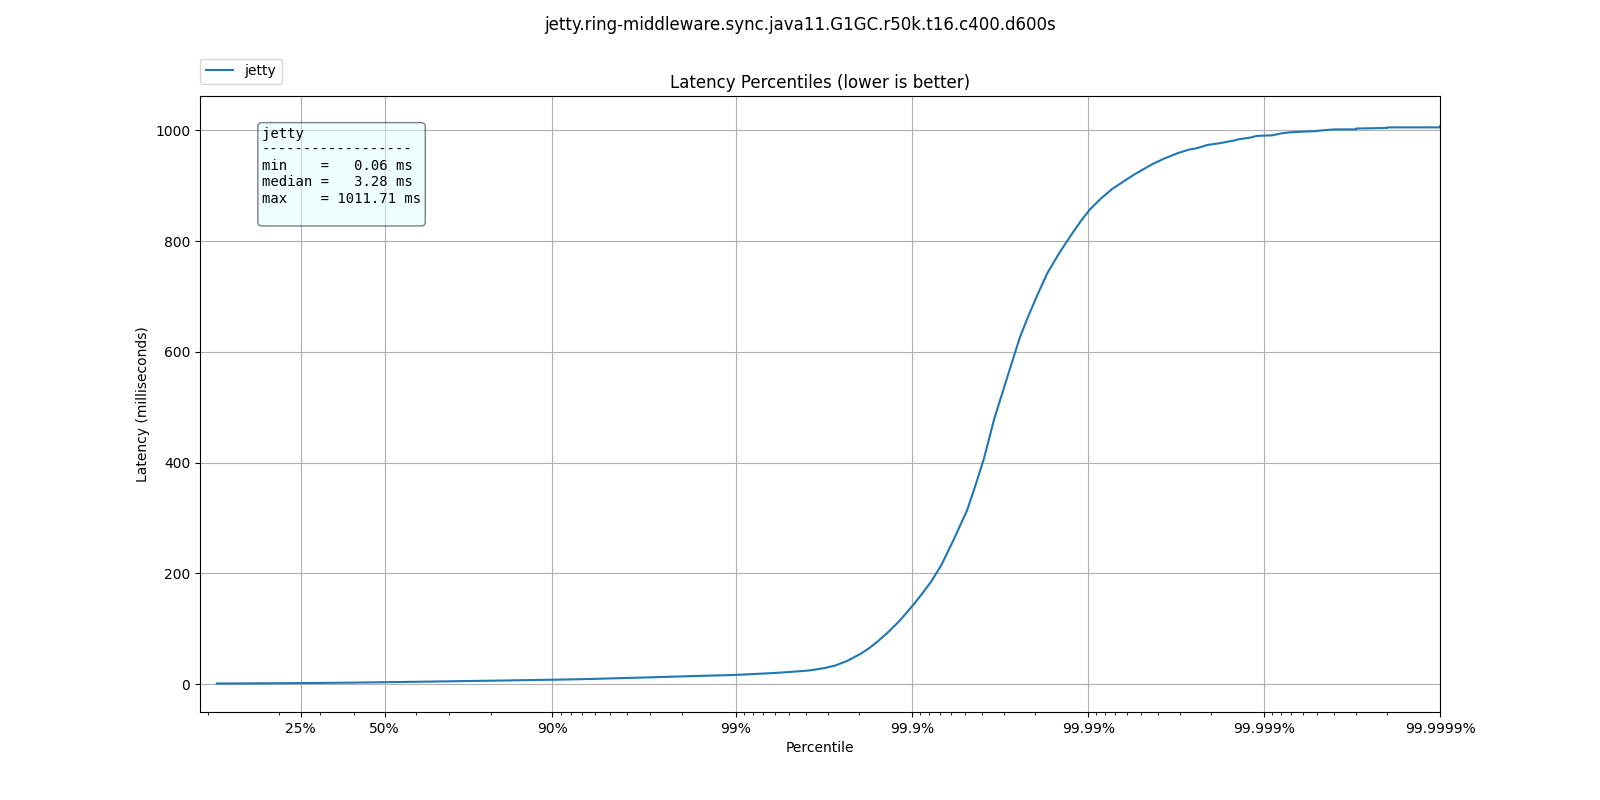 jetty.ring-middleware.sync.java11.G1GC.r50k.t16.c400.d600s
jetty
Latency Percentiles (lower is better)
jetty
------------------
min    =   0.06 ms
median =   3.28 ms
max    = 1011.71 ms
1000
800
600
400
200
0
Latency (milliseconds)
25% 50% 90% 99% 99.9% 99.99% 99.999% 99.9999%
Percentile